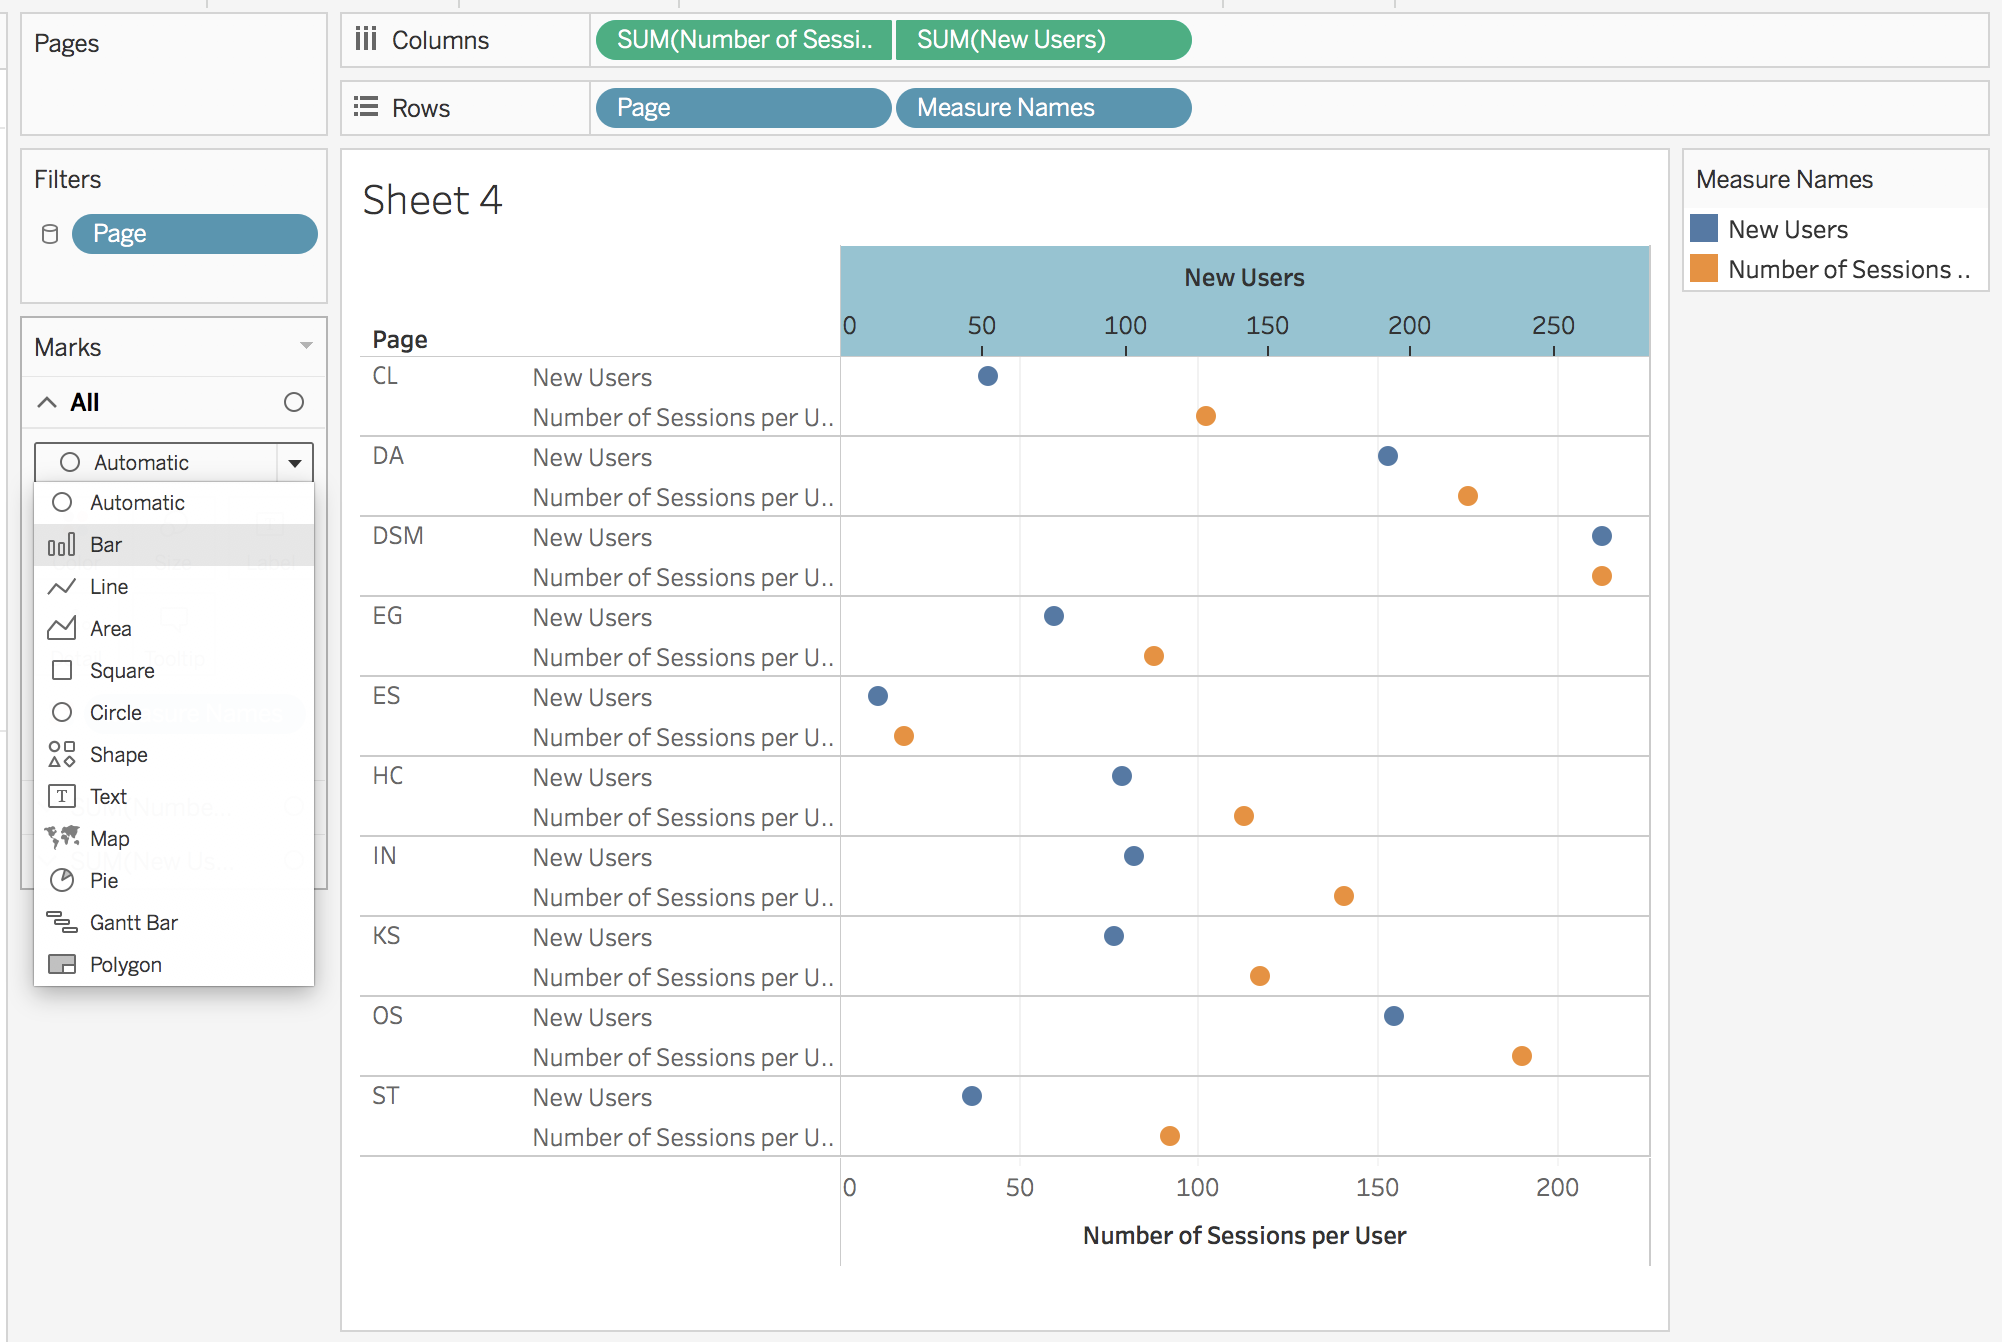 Pages
Columns
SUM(Number of Sessi..
SUM(New Users)
Rows
Page
Measure Names
Filters
Page
Marks
All
Automatic
Automatic
Bar
Line
Area
Square
Circle
Shape
T Text
Map
Pie
Gantt Bar
Polygon
Sheet 4
New Users
0 50 100 150 200 250
Page
CL New Users
Number of Sessions per U..
DA New Users
Number of Sessions per U..
DSM New Users
Number of Sessions per U..
EG New Users
Number of Sessions per U..
ES New Users
Number of Sessions per U..
HC New Users
Number of Sessions per U..
IN New Users
Number of Sessions per U..
KS New Users
Number of Sessions per U..
OS New Users
Number of Sessions per U..
ST New Users
Number of Sessions per U..
0 50 100 150 200
Number of Sessions per User
Measure Names
New Users
Number of Sessions ..